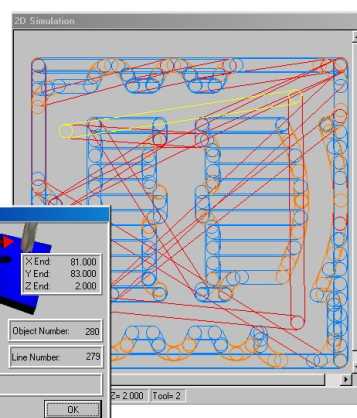 2D Simulation
X End: 81.000
Y End: 83.000
Z End: 2.000
Object Number: 280
Line Number: 279
Z= 2.000 Tool= 2
OK